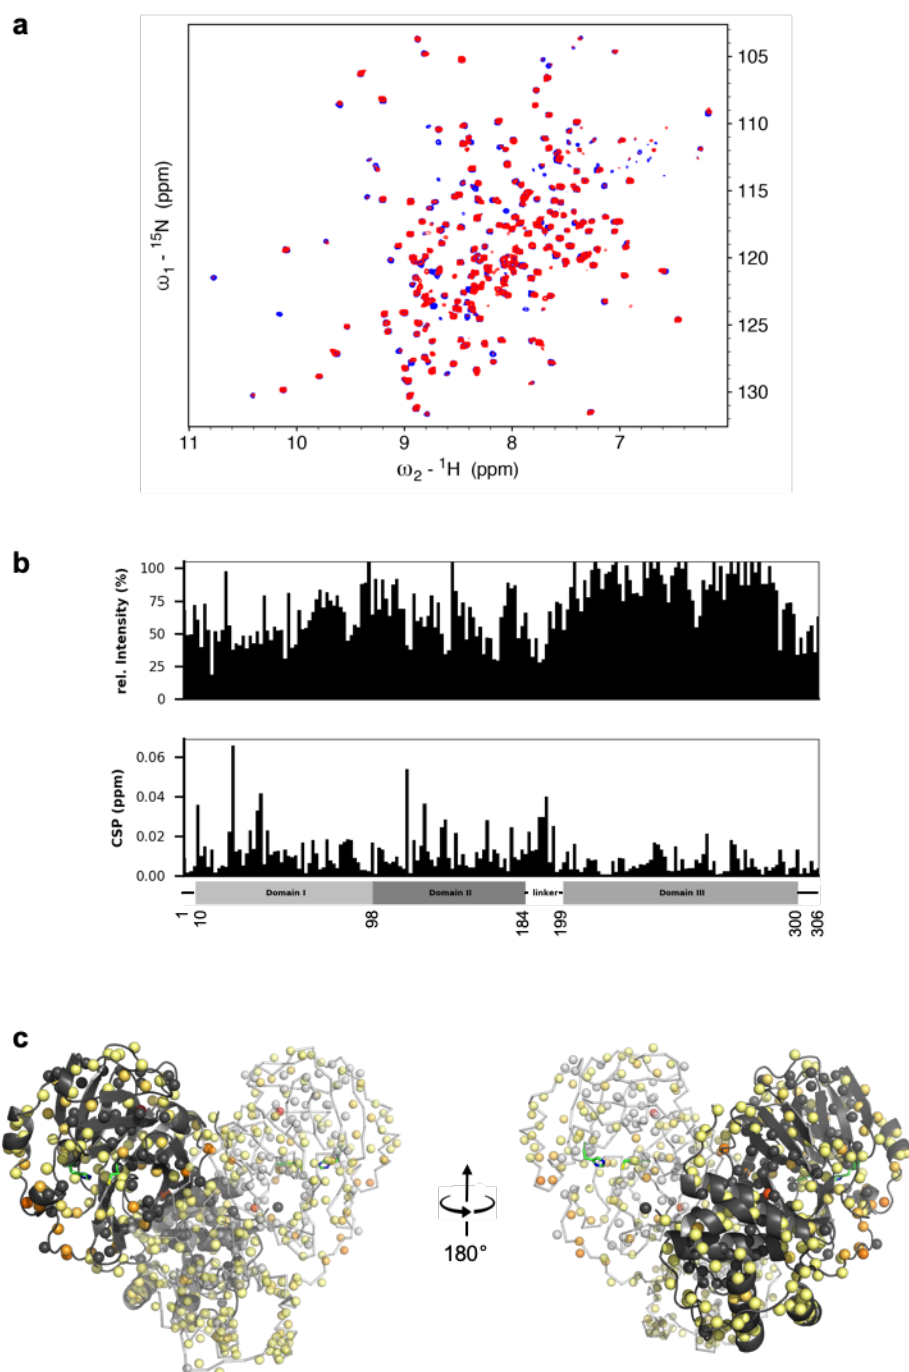 a
105
110
115
120
125
130
ω1 - 15N (ppm)
11 10 9 8 7
ω2 - 1H (ppm)
b
rel. Intensity (%)
100
75
50
25
0
CSP (ppm)
0.06
0.04
0.02
0.00
Domain I Domain II linker Domain III
1 10 98 184 199 300 306
c
180°